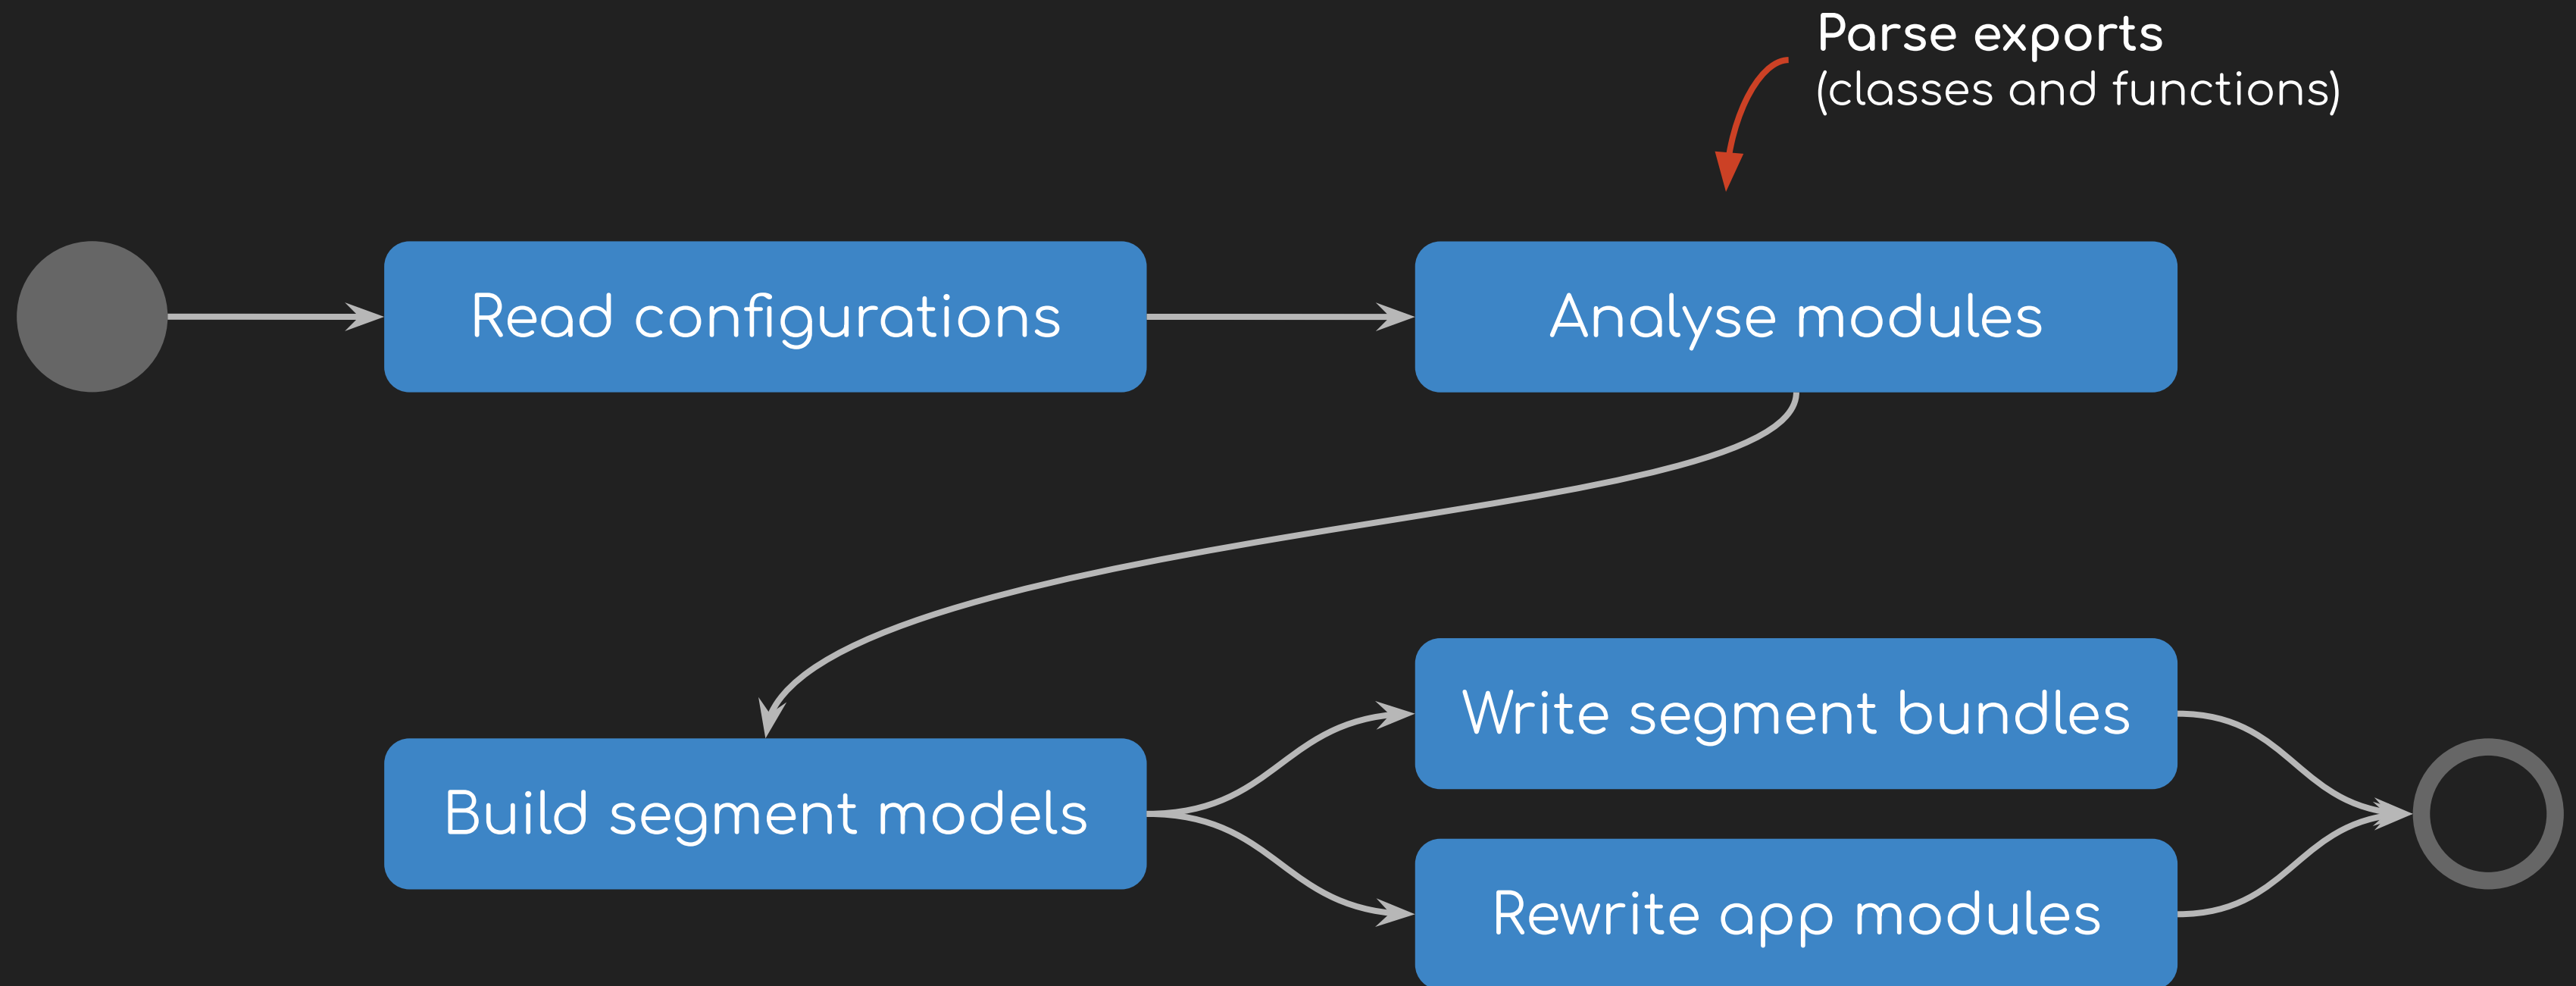 Parse exports
(classes and functions)
Read configurations
Analyse modules
Build segment models
Write segment bundles
Rewrite app modules